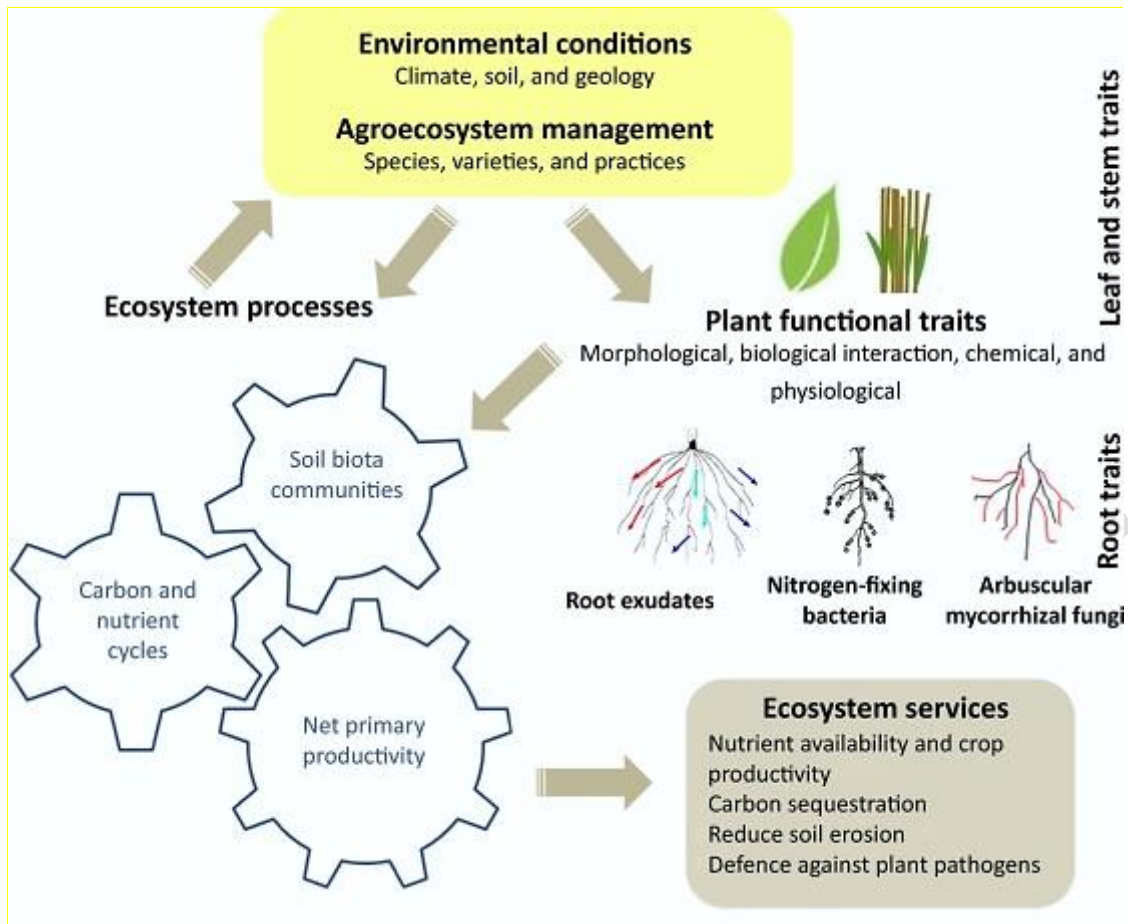 Environmental conditions
Climate, soil, and geology
Agroecosystem management
Species, varieties, and practices
Leaf and stem traits
Ecosystem processes
Plant functional traits
Morphological, biological interaction, chemical, and
physiological
Soil biota
communities
Root traits
Carbon and
nutrient
cycles
Root exudates
Nitrogen-fixing
bacteria
Arbuscular
mycorrhizal fungi
Net primary
productivity
Ecosystem services
Nutrient availability and crop
productivity
Carbon sequestration
Reduce soil erosion
Defence against plant pathogens